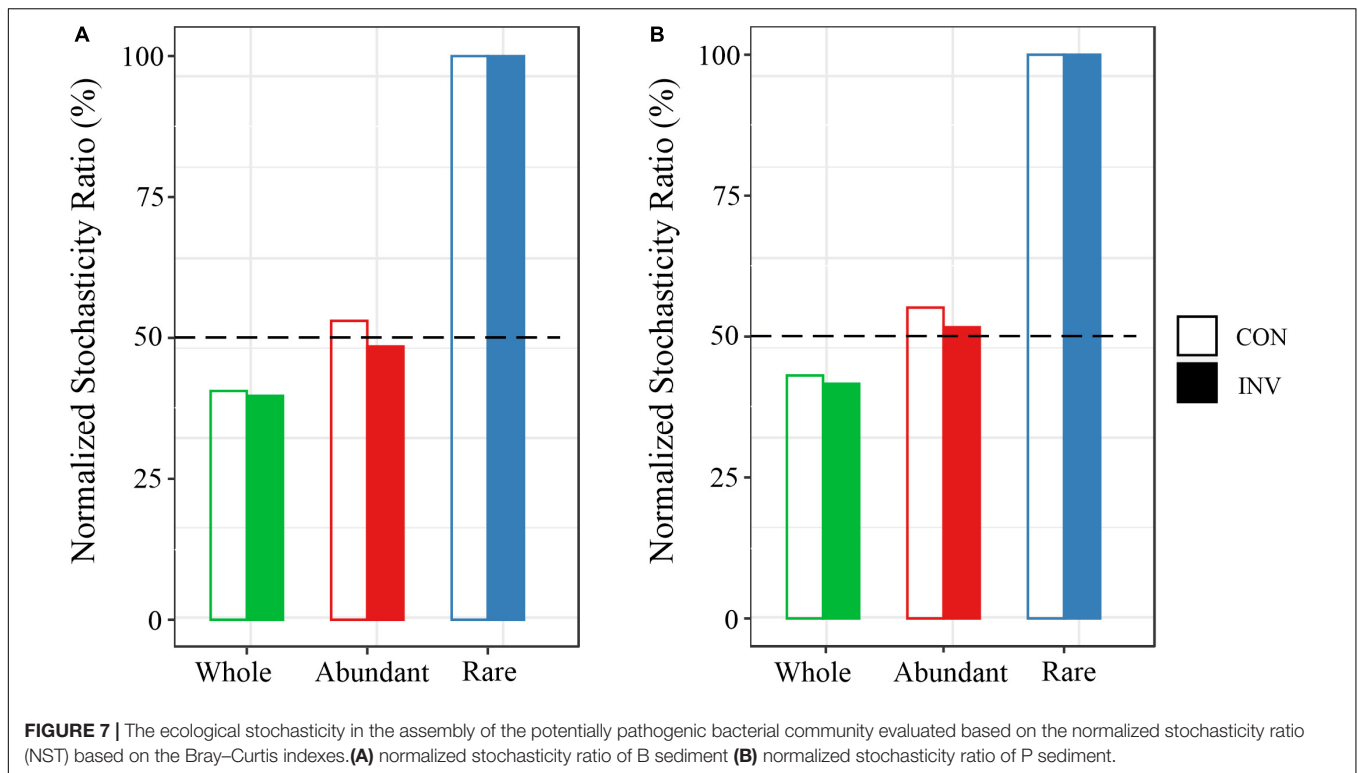 A
Normalized Stochasticity Ratio (%)
100
75
50
25
0
Whole Abundant Rare
B
Normalized Stochasticity Ratio (%)
100
75
50
25
0
Whole Abundant Rare
CON
INV
FIGURE 7 | The ecological stochasticity in the assembly of the potentially pathogenic bacterial community evaluated based on the normalized stochasticity ratio
(NST) based on the Bray–Curtis indexes.(A) normalized stochasticity ratio of B sediment (B) normalized stochasticity ratio of P sediment.